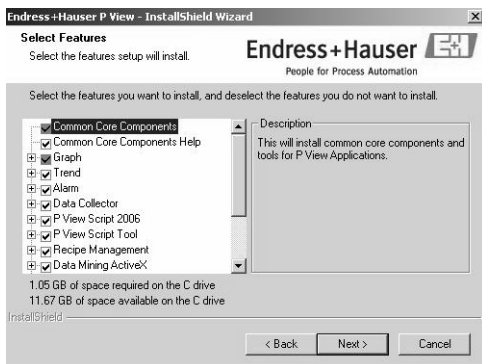 Endress+Hauser P View - InstallShield Wizard
Select Features
Select the features setup will install.
Endress+Hauser
People for Process Automation
Select the features you want to install, and deselect the features you do not want to install.
Common Core Components
Common Core Components Help
Graph
Trend
Alarm
Data Collector
P View Script 2006
P View Script Tool
Recipe Management
Data Mining ActiveX
Description
This will install common core components and
tools for P View Applications.
1.05 GB of space required on the C drive
11.67 GB of space available on the C drive
InstallShield
< Back
Next >
Cancel